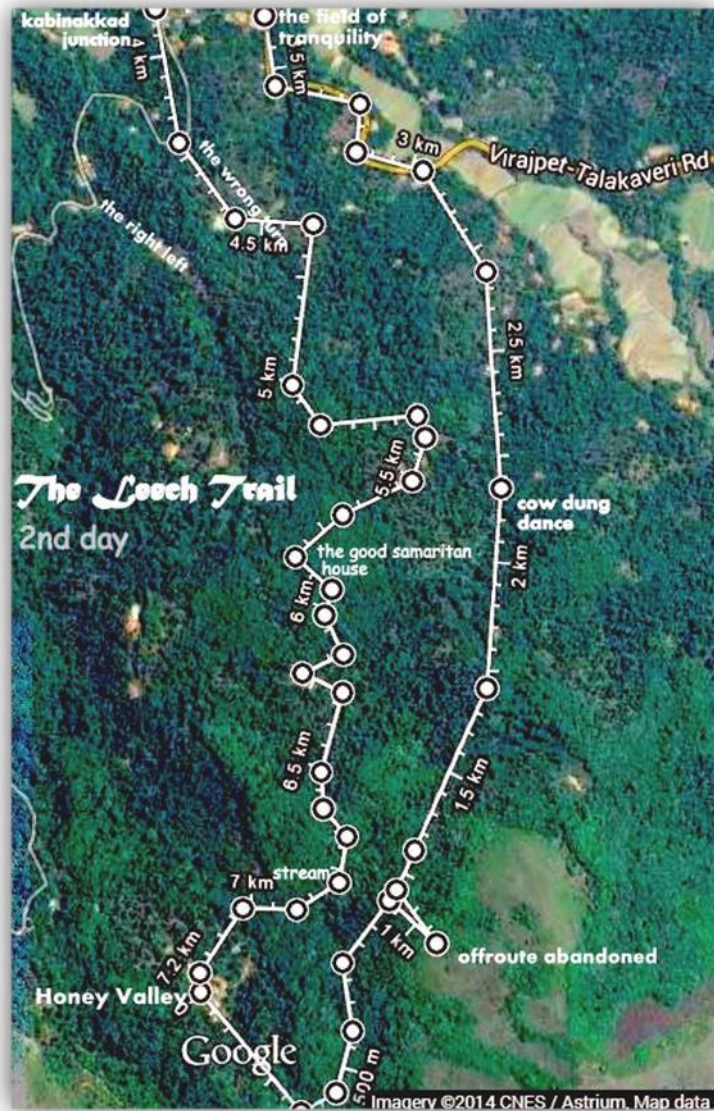 kabinakkad
junction
the field of
tranquility
4 km
3.5 km
3 km
Virajpet-Talakaveri Rd
the wrong turn
the right left
4.5 km
2.5 km
5 km
The Leech Trail
2nd day
5.5 km
cow dung
dance
the good samaritan
house
2 km
6 km
6.5 km
1.5 km
stream
7 km
1 km
offroute abandoned
7.2 km
Honey Valley
0
Google
500 m
Imagery ©2014 CNES / Astrium, Map data